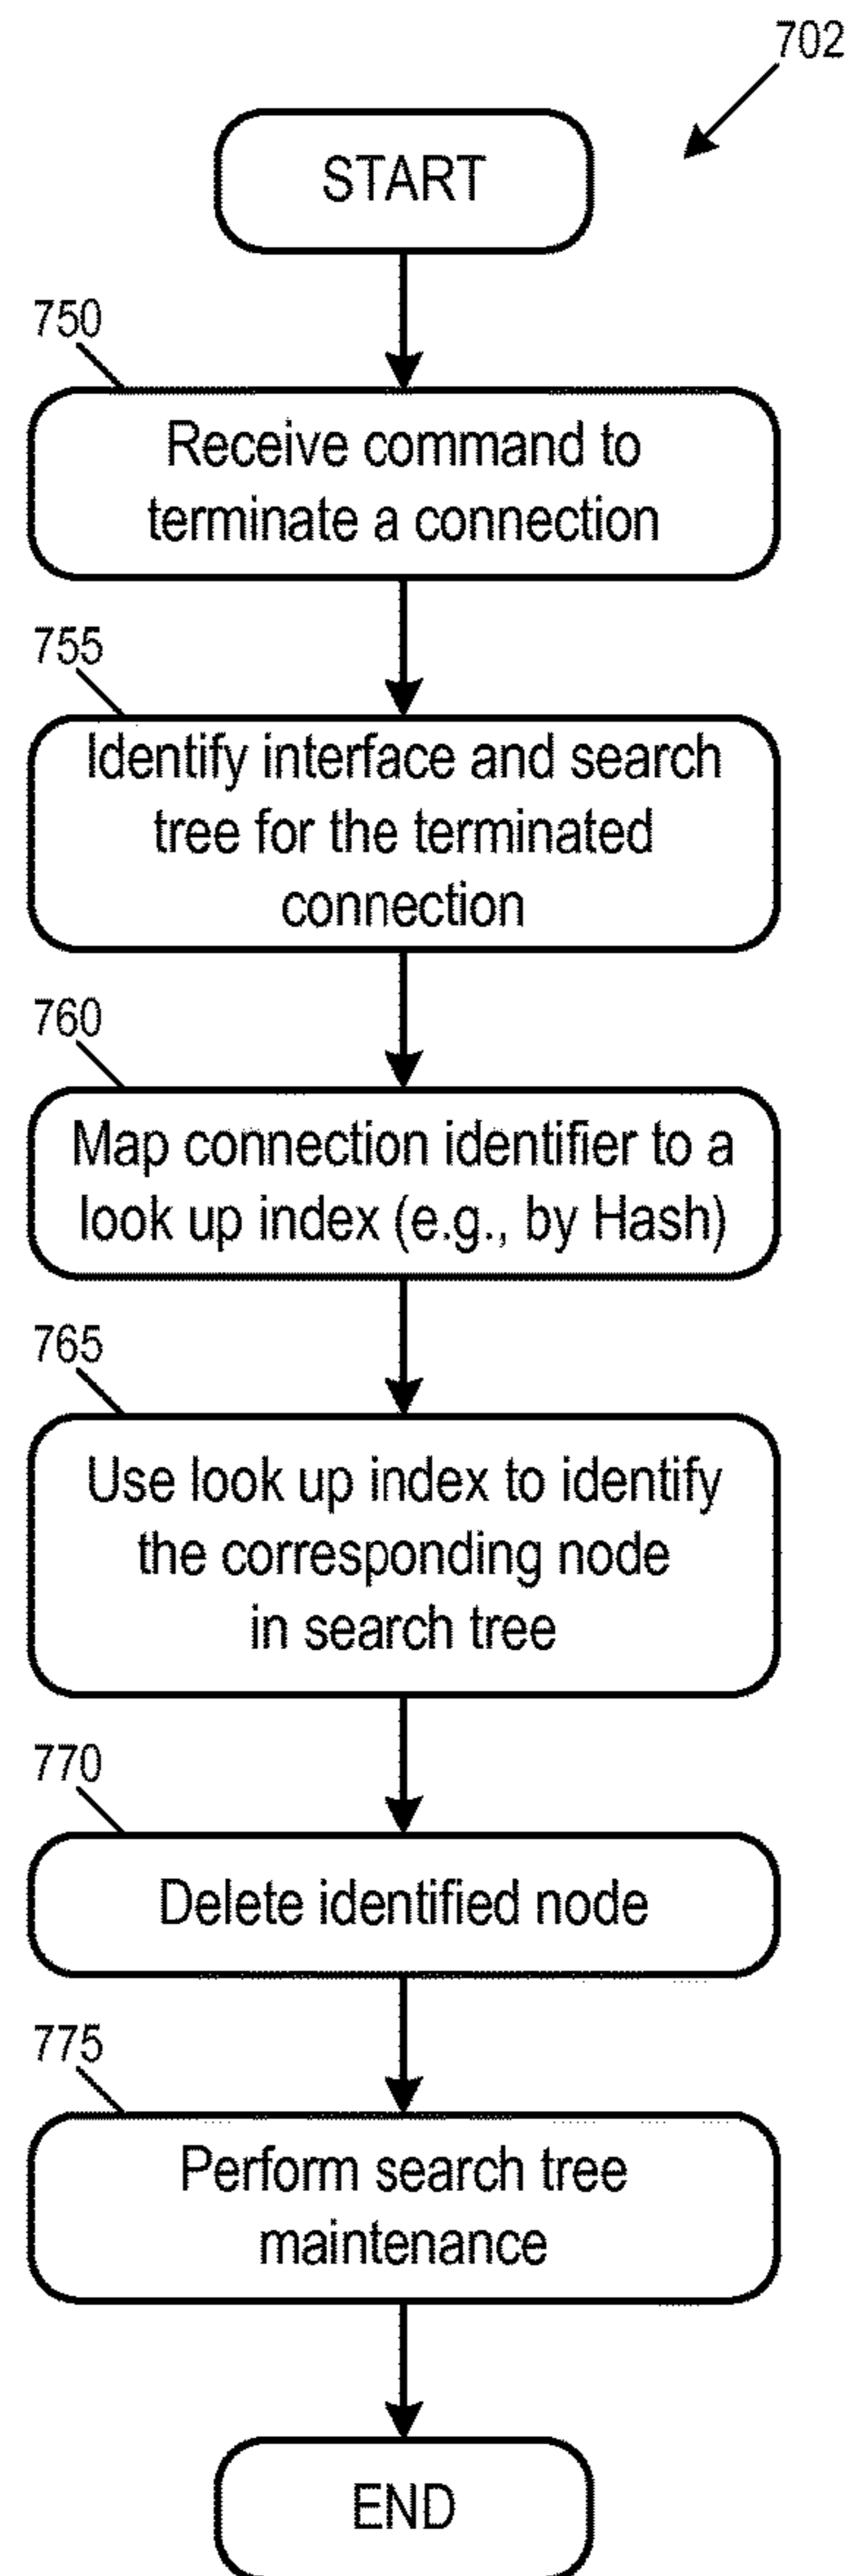 702
START
750
Receive command to
terminate a connection
755
Identify interface and search
tree for the terminated
connection
760
Map connection identifier to a
look up index (e.g., by Hash)
765
Use look up index to identify
the corresponding node
in search tree
770
Delete identified node
775
Perform search tree
maintenance
END